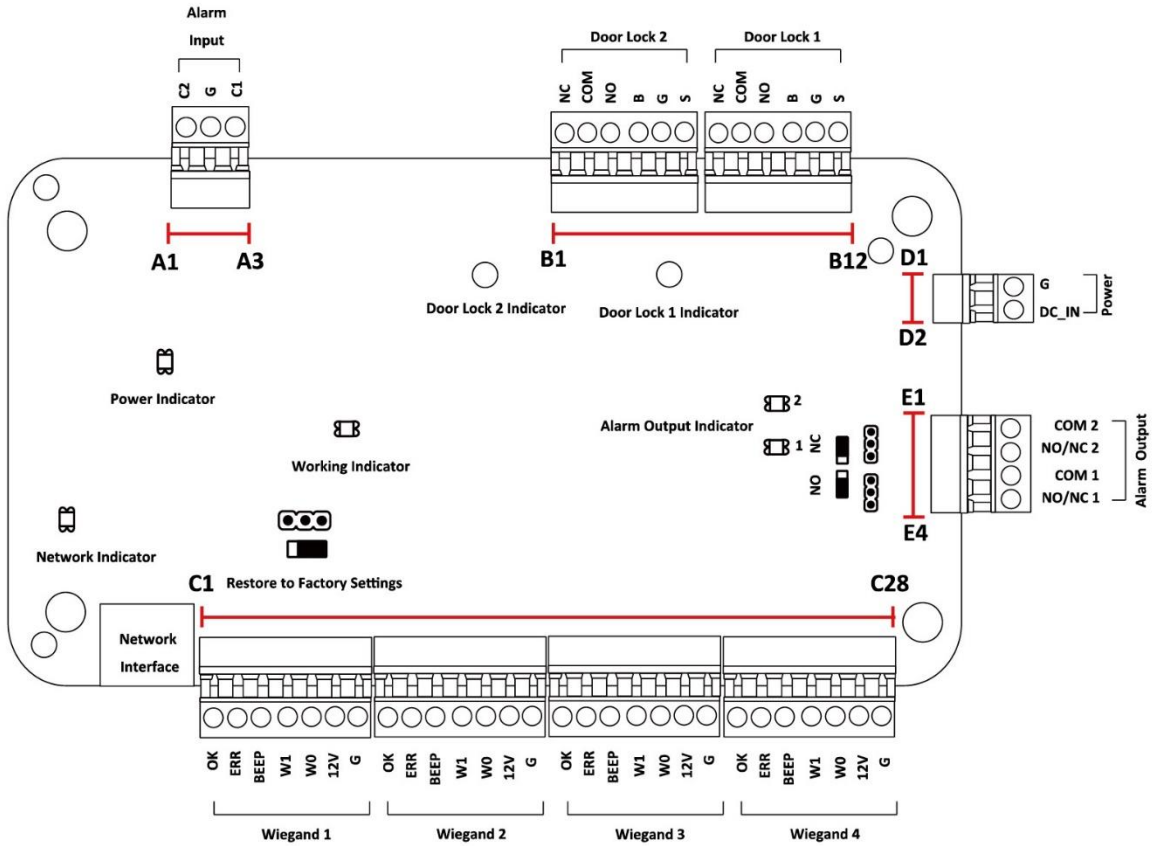 Alarm
Input
C2 G C1
Door Lock 2
Door Lock 1
NC COM NO B G S
NC COM NO B G S
A1
A3
B1
B12
D1
D2
G
DC_IN
Power
Door Lock 2 Indicator
Door Lock 1 Indicator
Power Indicator
Working Indicator
Alarm Output Indicator
2
1
NC
NO
E1
E4
COM 2
NO/NC 2
COM 1
NO/NC 1
Alarm Output
Network Indicator
Restore to Factory Settings
C1
C28
Network
Interface
OK ERR BEEP W1 W0 12V G
OK ERR BEEP W1 W0 12V G
OK ERR BEEP W1 W0 12V G
OK ERR BEEP W1 W0 12V G
Wiegand 1
Wiegand 2
Wiegand 3
Wiegand 4